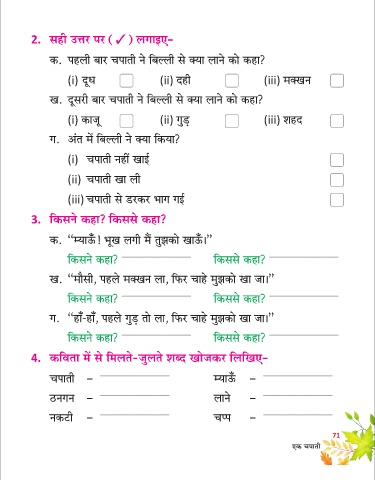 2. सही उत्तर पर ( ✓ ) लगाइए-
क. पहली बार चपाती ने बिल्ली से क्या लाने को कहा?
(i) दूध (ii) दही (iii) मक्खन
ख. दूसरी बार चपाती ने बिल्ली से क्या लाने को कहा?
(i) काजू (ii) गुड़ (iii) शहद
ग. अंत में बिल्ली ने क्या किया?
(i) चपाती नहीं खाई
(ii) चपाती खा ली
(iii) चपाती से डरकर भाग गई
3. किसने कहा? किससे कहा?
क. “म्याऊँ! भूख लगी मैं तुझको खाऊँ।”
किसने कहा? किससे कहा?
ख. “मौसी, पहले मक्खन ला, फिर चाहे मुझको खा जा।”
किसने कहा? किससे कहा?
ग. “हाँ-हाँ, पहले गुड़ तो ला, फिर चाहे मुझको खा जा।”
किसने कहा? किससे कहा?
4. कविता में से मिलते-जुलते शब्द खोजकर लिखिए-
चपाती – म्याऊँ –
ठनगन – लाने –
नकटी – चप्प –
71
एक चपाती